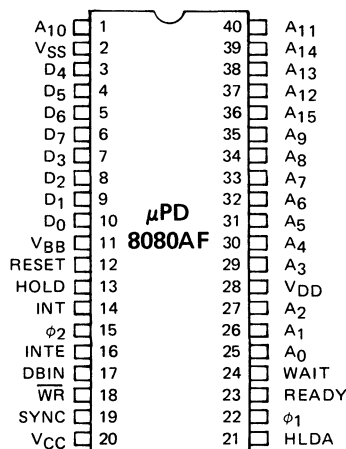 A10 1 40 A11
VSS 2 39 A14
D4 3 38 A13
D5 4 37 A12
D6 5 36 A15
D7 6 35 A9
D3 7 34 A8
D2 8 33 A7
D1 9 32 A6
D0 10 31 A5
μPD
8080AF
VBB 11 30 A4
RESET 12 29 A3
HOLD 13 28 VDD
INT 14 27 A2
φ2 15 26 A1
INTE 16 25 A0
DBIN 17 24 WAIT
W̅R̅ 18 23 READY
SYNC 19 22 φ1
VCC 20 21 HLDA